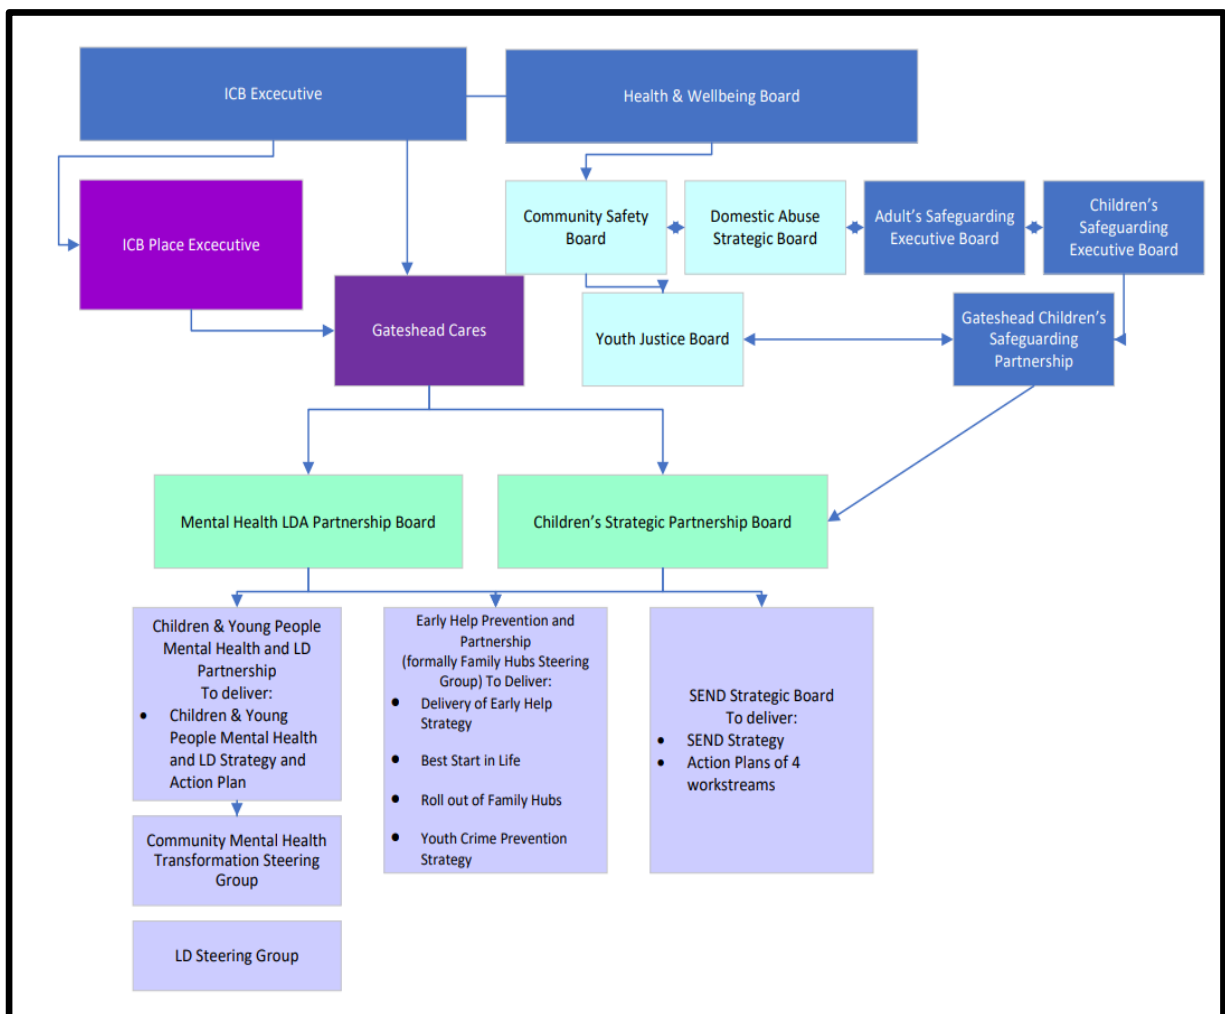 ICB Excecutive
Health & Wellbeing Board
ICB Place Excecutive
Community Safety
Board
Domestic Abuse
Strategic Board
Adult’s Safeguarding
Executive Board
Children’s
Safeguarding
Executive Board
Gateshead Cares
Youth Justice Board
Gateshead Children’s
Safeguarding
Partnership
Mental Health LDA Partnership Board
Children’s Strategic Partnership Board
Children & Young People
Mental Health and LD
Partnership
To deliver:
• Children & Young
People Mental Health
and LD Strategy and
Action Plan
Early Help Prevention and
Partnership
(formally Family Hubs Steering
Group) To Deliver:
• Delivery of Early Help
Strategy
• Best Start in Life
• Roll out of Family Hubs
• Youth Crime Prevention
Strategy
SEND Strategic Board
To deliver:
• SEND Strategy
• Action Plans of 4
workstreams
Community Mental Health
Transformation Steering
Group
LD Steering Group